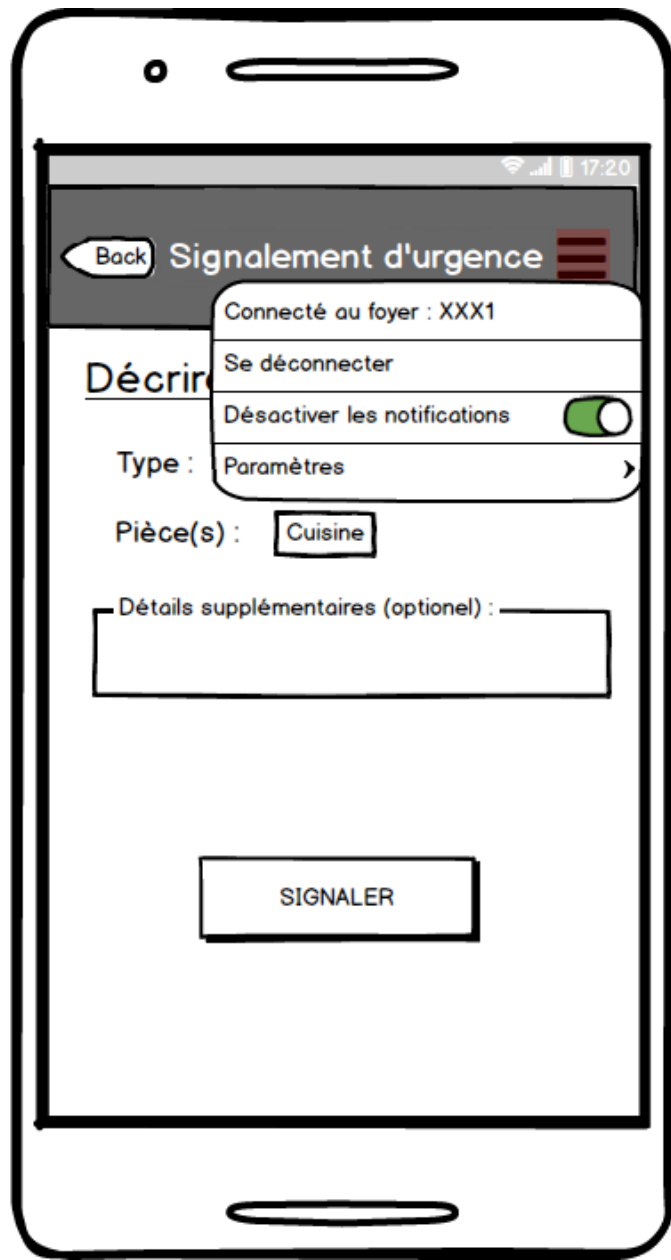 17:20
Back Signalement d'urgence
Connecté au foyer : XXX1
Se déconnecter
Décrir
Désactiver les notifications
Type :
Paramètres
Pièce(s) : Cuisine
Détails supplémentaires (optionel) :
SIGNALER